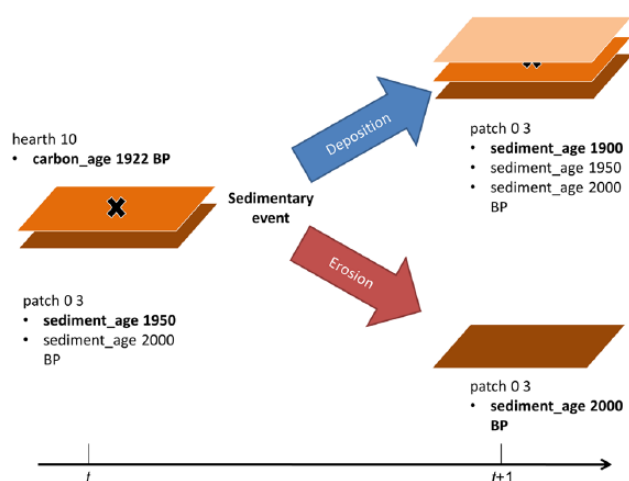 hearth 10
• carbon_age 1922 BP
patch 0 3
• sediment_age 1950
• sediment_age 2000
BP
Sedimentary
event
Deposition
Erosion
patch 0 3
• sediment_age 1900
• sediment_age 1950
• sediment_age 2000
BP
patch 0 3
• sediment_age 2000
BP
t
t+1